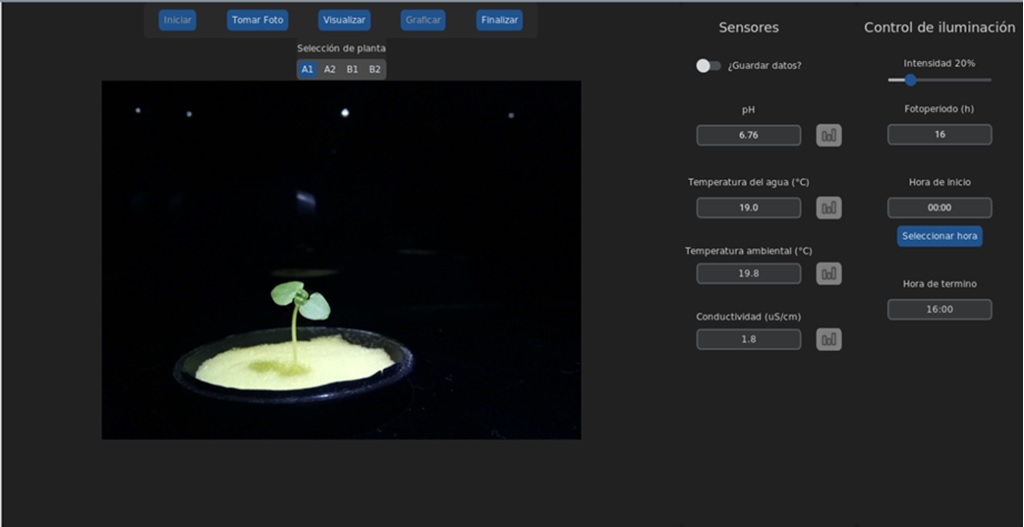 Iniciar Tomar Foto Visualizar Graficar Finalizar
Selección de planta
A1 A2 B1 B2
Sensores
¿Guardar datos?
pH
6.76
Temperatura del agua (°C)
19.0
Temperatura ambiental (°C)
19.8
Conductividad (uS/cm)
1.8
Control de iluminación
Intensidad 20%
Fotoperiodo (h)
16
Hora de inicio
00:00
Seleccionar hora
Hora de termino
16:00